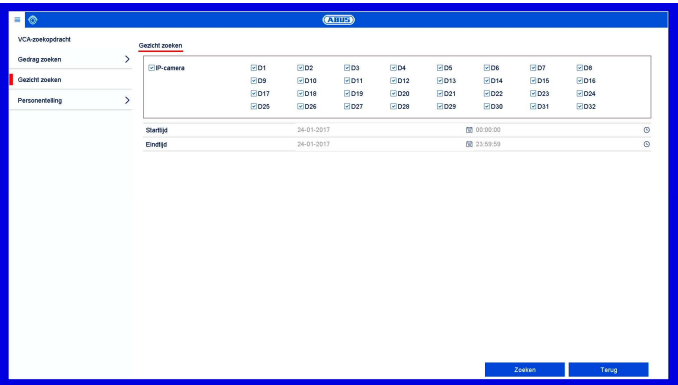 ABUS
VCA-zoekopdracht
Gedrag zoeken
Gezicht zoeken
Personentelling
Gezicht zoeken
IP-camera D1 D2 D3 D4 D5 D6 D7 D8
D9 D10 D11 D12 D13 D14 D15 D16
D17 D18 D19 D20 D21 D22 D23 D24
D25 D26 D27 D28 D29 D30 D31 D32
Starttijd 24-01-2017 00:00:00
Eindtijd 24-01-2017 23:59:59
Zoeken Terug